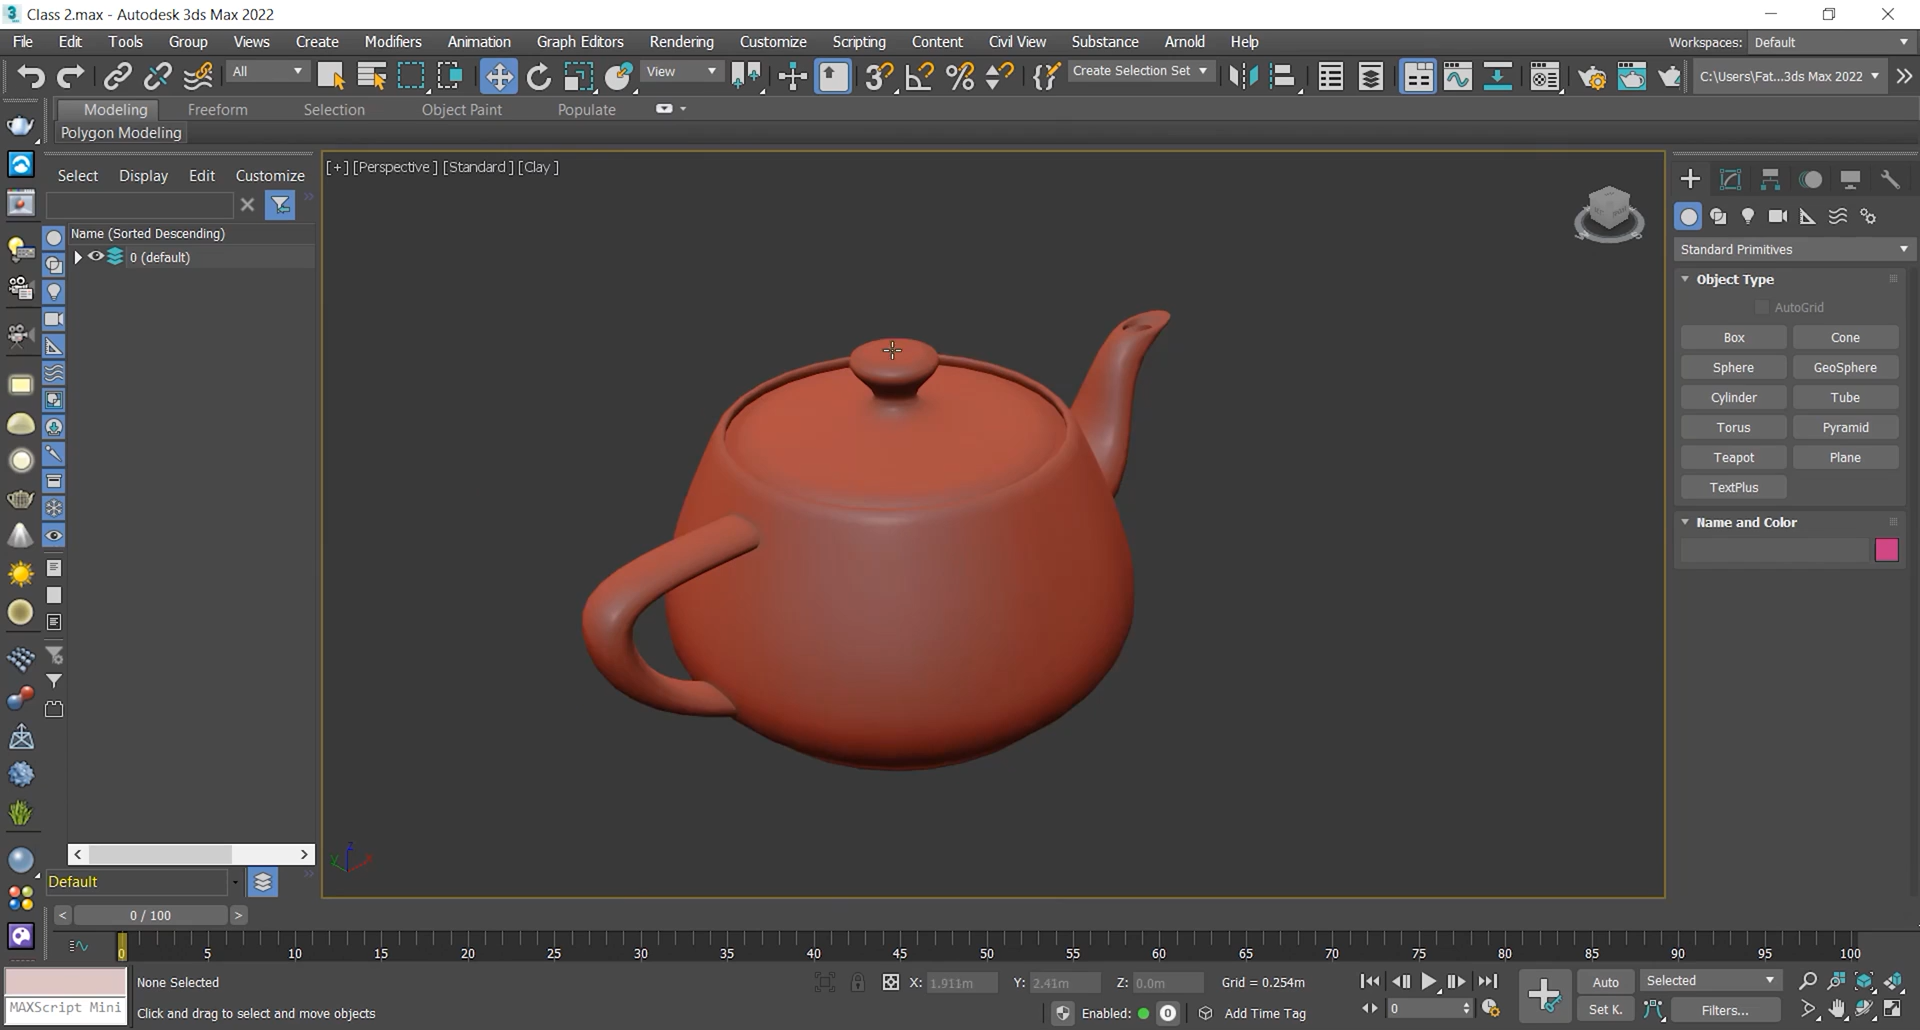 3 Class 2.max - Autodesk 3ds Max 2022
File Edit Tools Group Views Create Modifiers Animation Graph Editors Rendering Customize Scripting Content Civil View Substance Arnold Help Workspaces: Default
All View Create Selection Set C:\Users\Fat...3ds Max 2022
Modeling Freeform Selection Object Paint Populate
Polygon Modeling
Select Display Edit Customize
[+] [Perspective ] [Standard ] [Clay ]
Name (Sorted Descending)
0 (default)
Standard Primitives
Object Type
AutoGrid
Box Cone
Sphere GeoSphere
Cylinder Tube
Torus Pyramid
Teapot Plane
TextPlus
Name and Color
z
y x
Default
< 0 / 100 >
0 5 10 15 20 25 30 35 40 45 50 55 60 65 70 75 80 85 90 95 100
None Selected X: 1.911m Y: 2.41m Z: 0.0m Grid = 0.254m Auto Selected
MAXScript Mini Click and drag to select and move objects Enabled: 0 Add Time Tag 0 Set K. Filters...